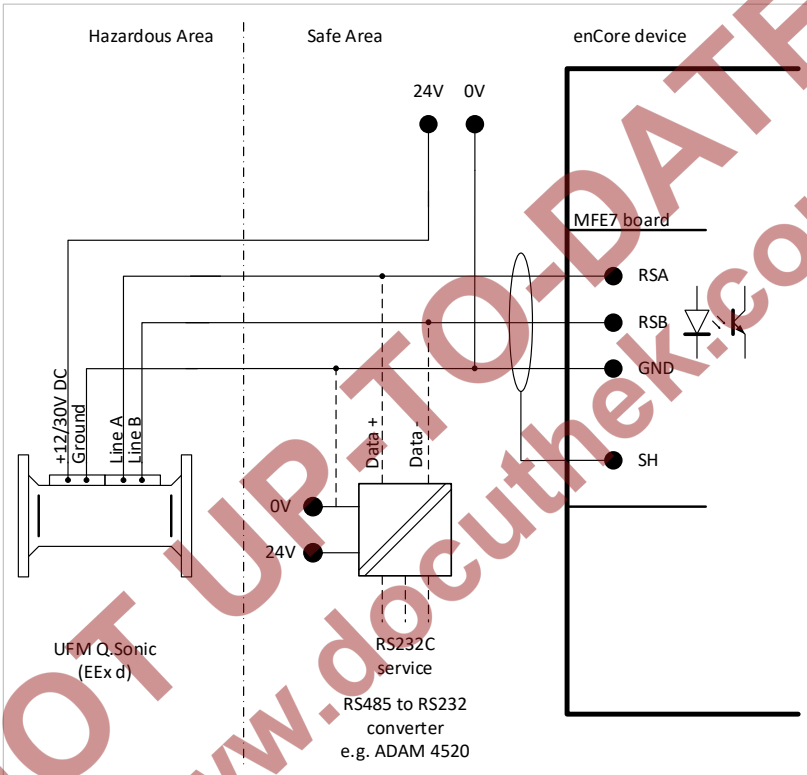 Hazardous Area
Safe Area
enCore device
24V
0V
MFE7 board
RSA
RSB
GND
SH
+12/30V DC
Ground
Line A
Line B
Data +
Data -
0V
24V
UFM Q.Sonic
(EEx d)
RS232C
service
RS485 to RS232
converter
e.g. ADAM 4520
OT UP-TO-DATE
ww.docuthek.co